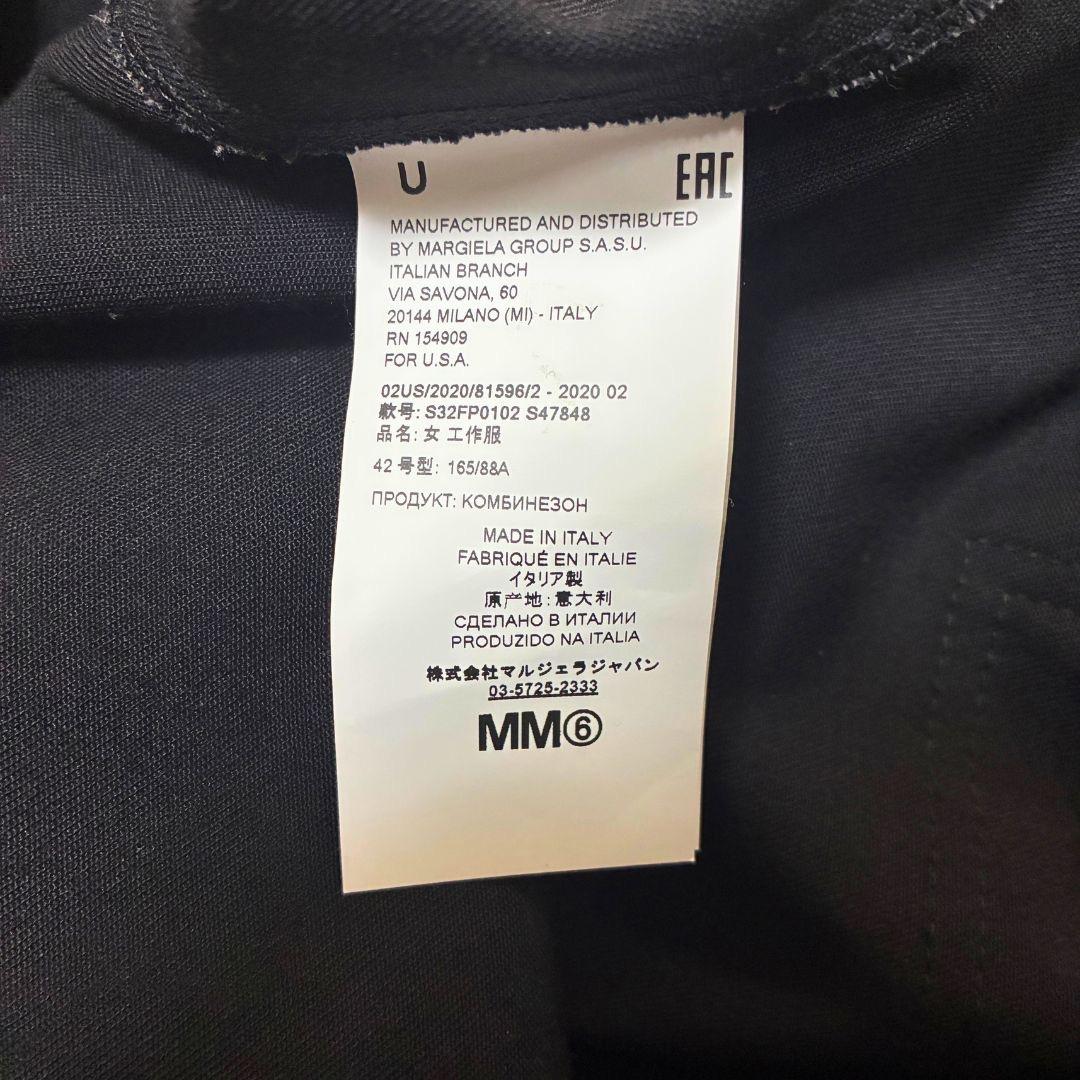 U
EAC
MANUFACTURED AND DISTRIBUTED
BY MARGIELA GROUP S.A.S.U.
ITALIAN BRANCH
VIA SAVONA, 60
20144 MILANO (MI) - ITALY
RN 154909
FOR U.S.A.
02US/2020/81596/2 - 2020 02
款号: S32FP0102 S47848
品名: 女 工作服
42 号型: 165/88A
ПРОДУКТ: КОМБИНЕЗОН
MADE IN ITALY
FABRIQUÉ EN ITALIE
イタリア製
原产地: 意大利
СДЕЛАНО В ИТАЛИИ
PRODUZIDO NA ITALIA
株式会社マルジェラジャパン
03-5725-2333
MM⑥